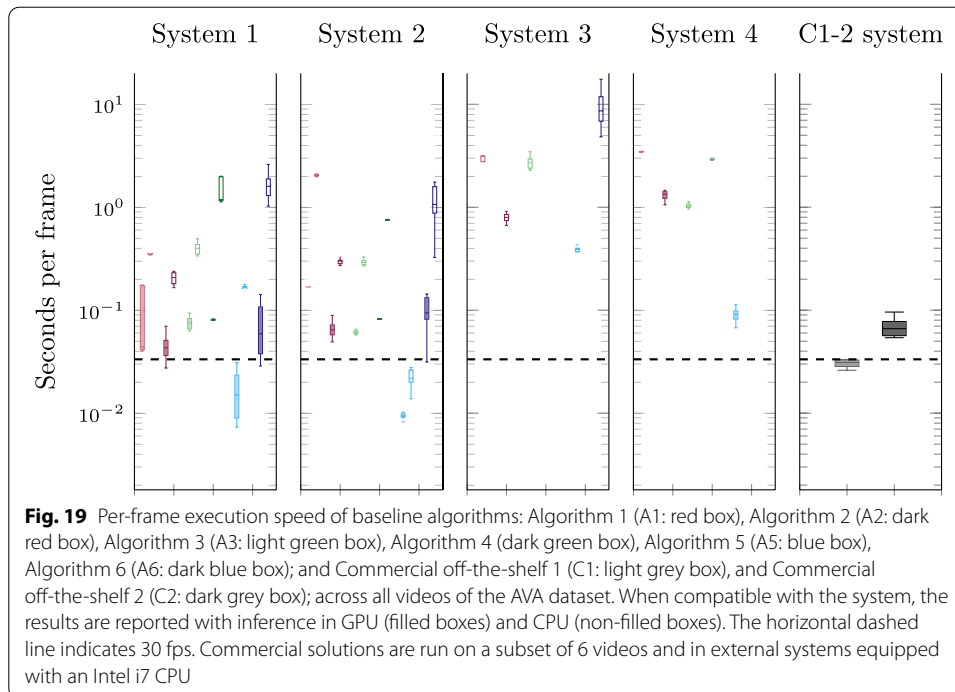 System 1 System 2 System 3 System 4 C1-2 system
Seconds per frame
10^1
10^0
10^-1
10^-2
Fig. 19 Per-frame execution speed of baseline algorithms: Algorithm 1 (A1: red box), Algorithm 2 (A2: dark
red box), Algorithm 3 (A3: light green box), Algorithm 4 (dark green box), Algorithm 5 (A5: blue box),
Algorithm 6 (A6: dark blue box); and Commercial off-the-shelf 1 (C1: light grey box), and Commercial
off-the-shelf 2 (C2: dark grey box); across all videos of the AVA dataset. When compatible with the system, the
results are reported with inference in GPU (filled boxes) and CPU (non-filled boxes). The horizontal dashed
line indicates 30 fps. Commercial solutions are run on a subset of 6 videos and in external systems equipped
with an Intel i7 CPU